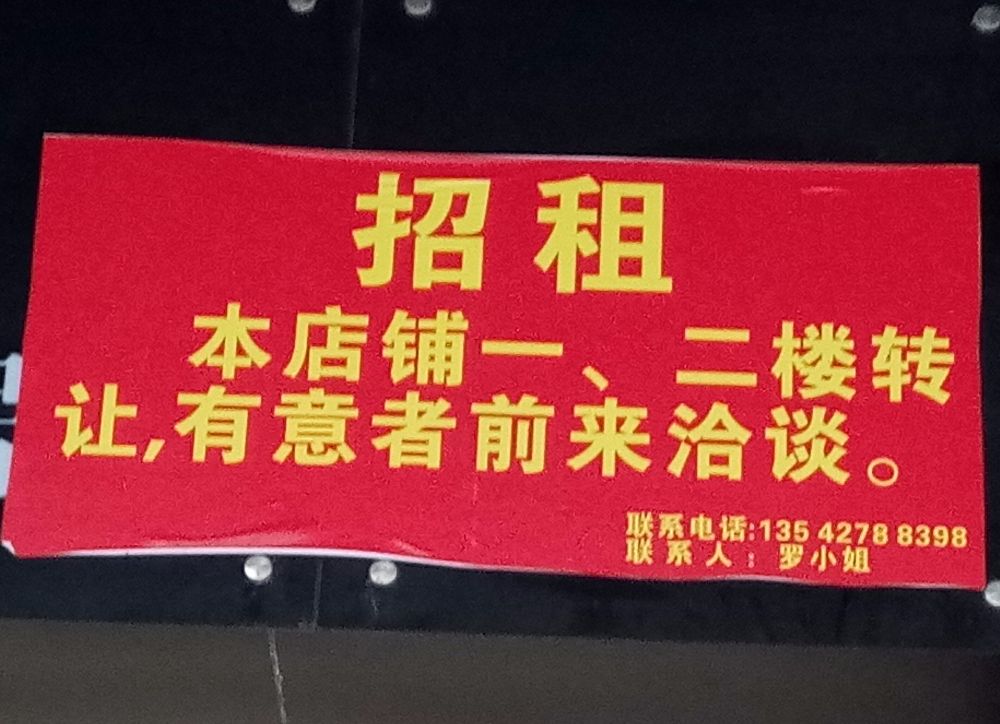 招租
本店铺一、二楼转
让,有意者前来洽谈。
联系电话:135 4278 8398
联系人:罗小姐